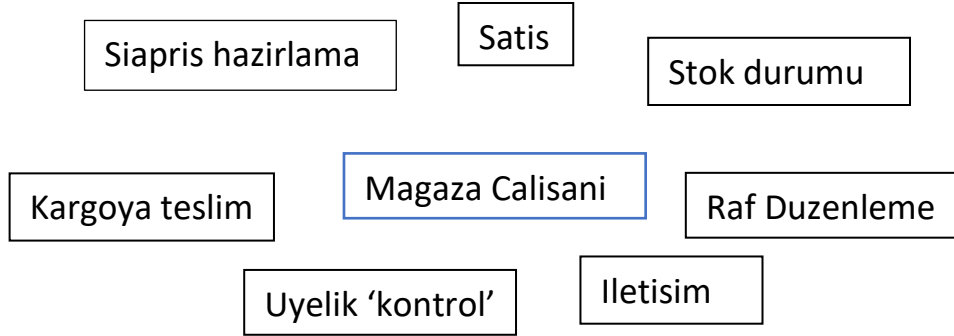 Siapris hazirlama
Satis
Stok durumu
Kargoya teslim
Magaza Calisani
Raf Duzenleme
Uyelik ‘kontrol’
Iletisim